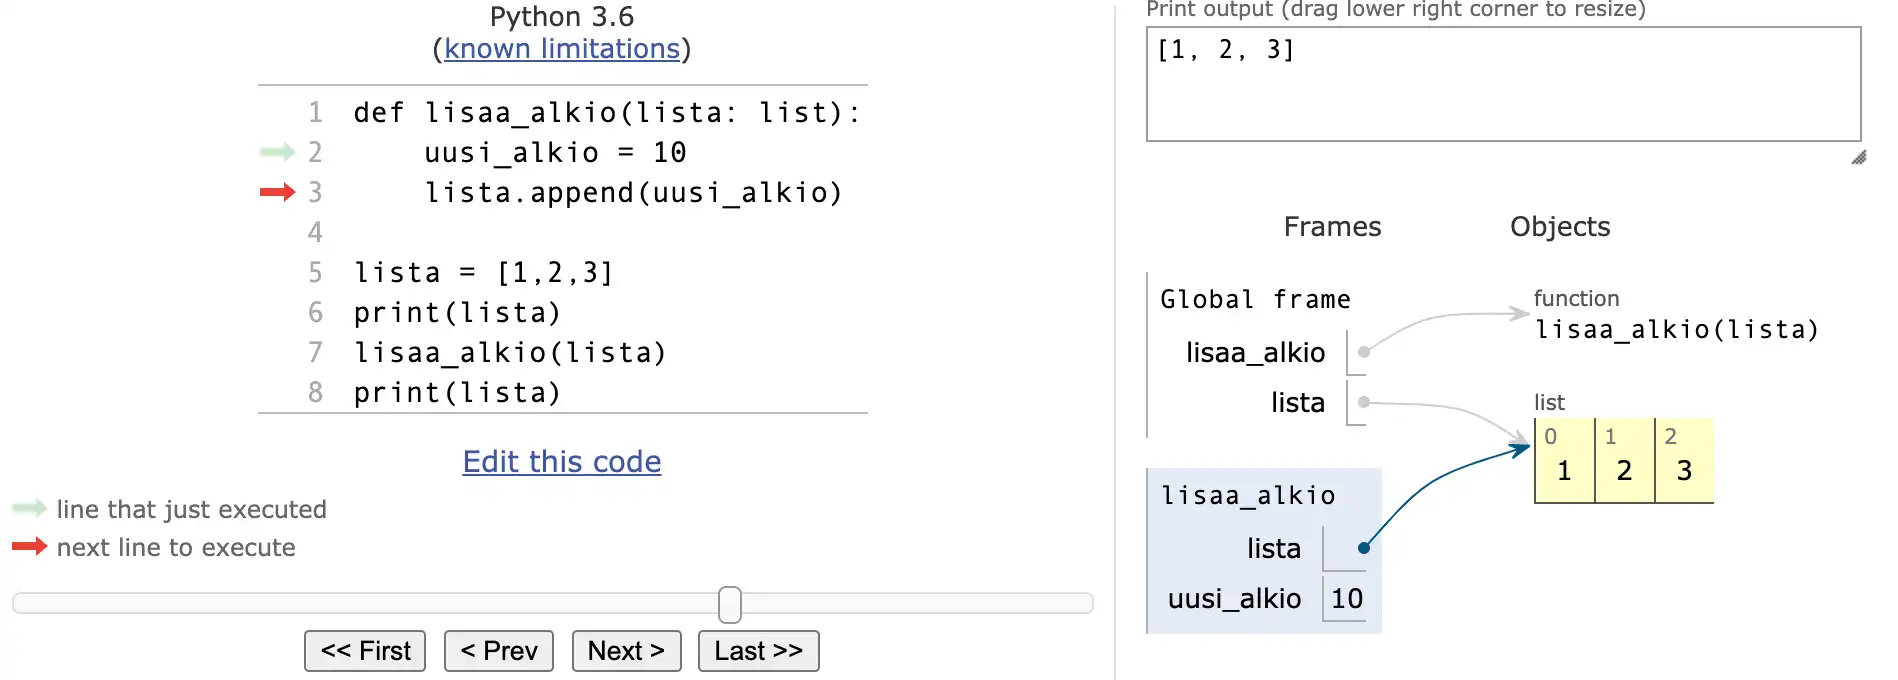 Python 3.6
(known limitations)
1 def lisaa_alkio(lista: list):
2     uusi_alkio = 10
3     lista.append(uusi_alkio)
4
5 lista = [1,2,3]
6 print(lista)
7 lisaa_alkio(lista)
8 print(lista)
Edit this code
line that just executed
next line to execute
<< First < Prev Next > Last >>
Print output (drag lower right corner to resize)
[1, 2, 3]
Frames Objects
Global frame
lisaa_alkio
lista
function
lisaa_alkio(lista)
list
0 1 2
1 2 3
lisaa_alkio
lista
uusi_alkio 10